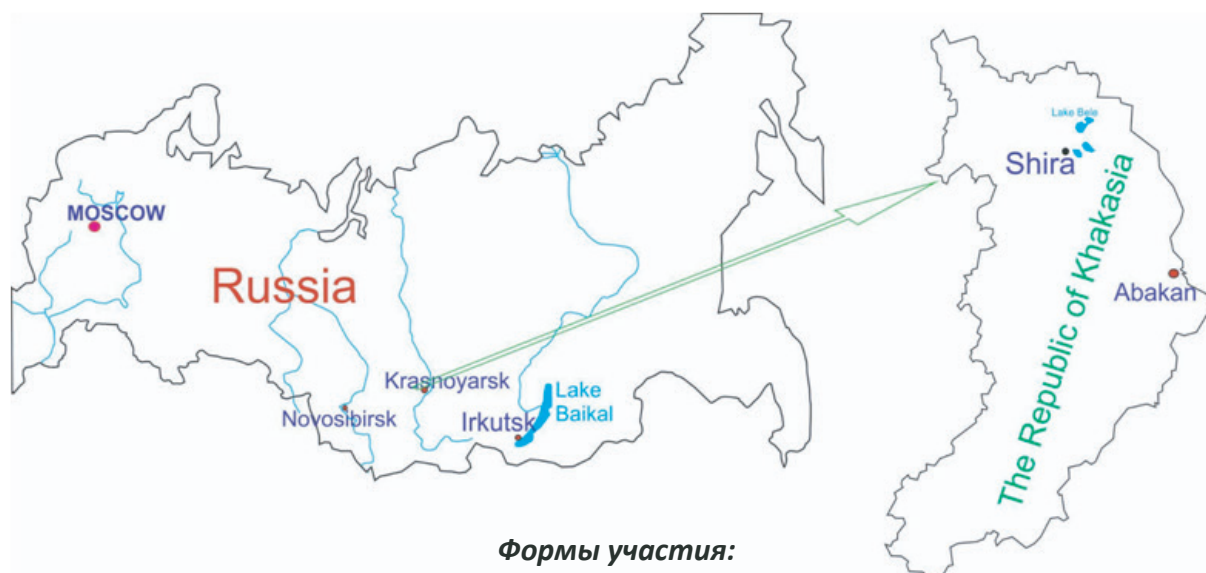 MOSCOW
Russia
Novosibirsk
Krasnoyarsk
Irkutsk
Lake
Baikal
Lake Bele
Shira
The Republic of Khakasia
Abakan
Формы участия: